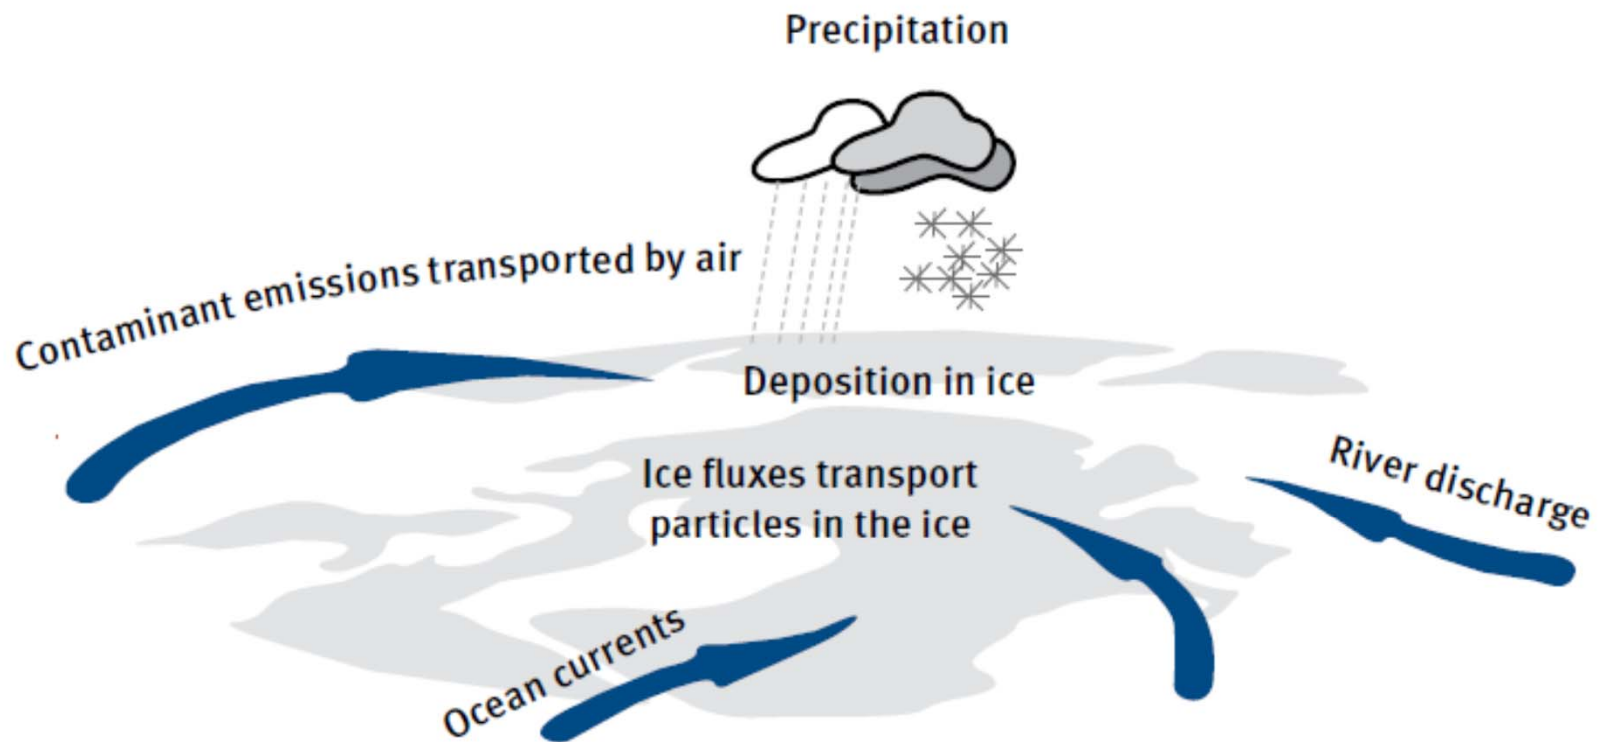 Precipitation
Contaminant emissions transported by air
Deposition in ice
Ice fluxes transport
particles in the ice
River discharge
Ocean currents